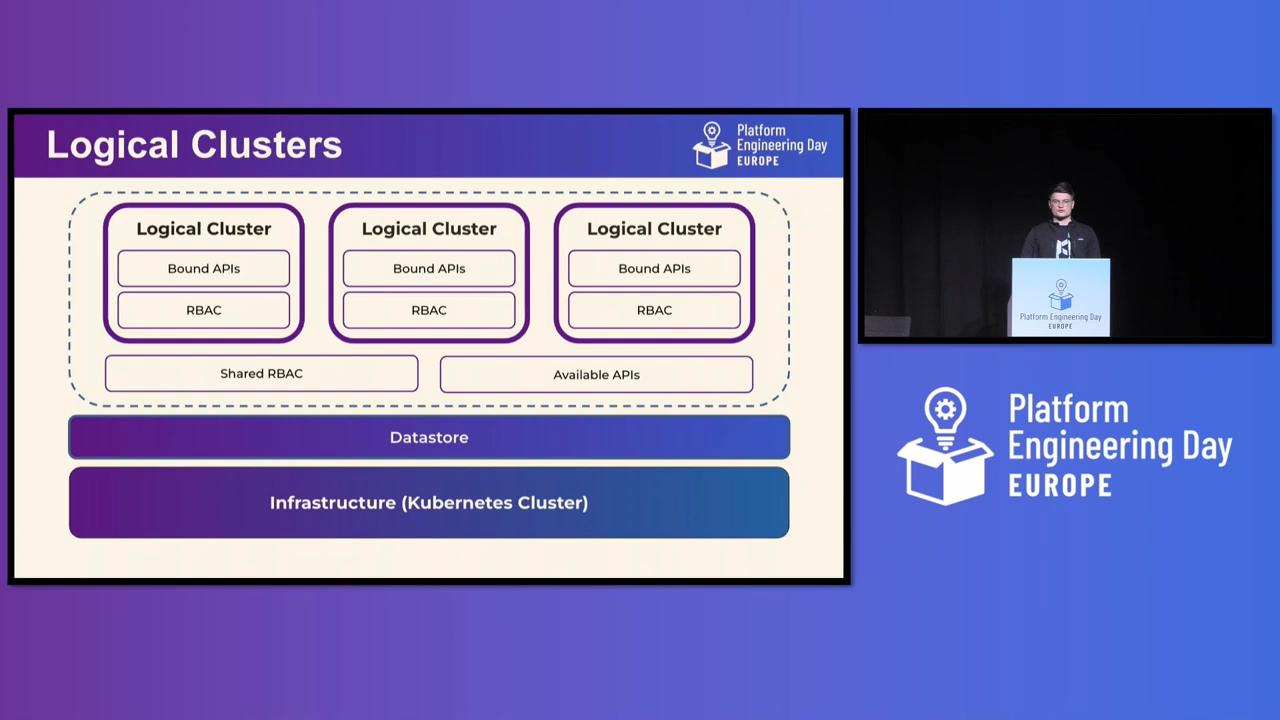 Logical Clusters
Platform
Engineering Day
EUROPE
Logical Cluster
Bound APIs
RBAC
Logical Cluster
Bound APIs
RBAC
Logical Cluster
Bound APIs
RBAC
Shared RBAC
Available APIs
Datastore
Infrastructure (Kubernetes Cluster)
Platform Engineering Day
EUROPE
Platform
Engineering Day
EUROPE